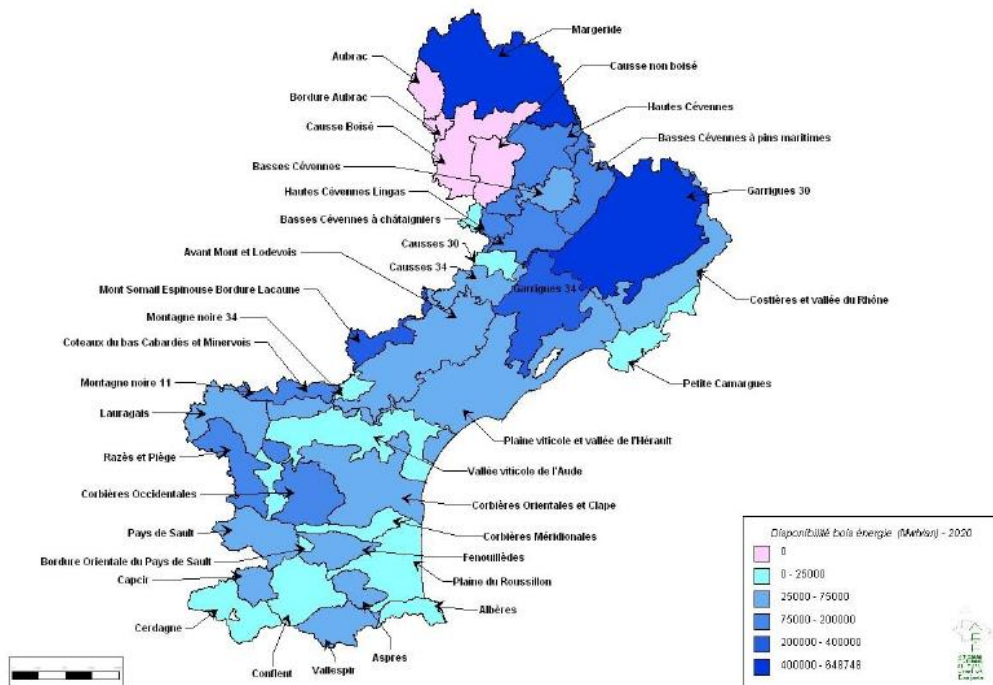 Margeride
Aubrac
Causse non boisé
Bordure Aubrac
Hautes Cévennes
Causse Boisé
Basses Cévennes à pins maritimes
Basses Cévennes
Hautes Cévennes Lingas
Garrigues 30
Basses Cévennes à châtaigniers
Causses 30
Avant Mont et Lodevois
Causses 34
Garrigues 34
Mont Somail Espinouse Bordure Lacaune
Costières et vallée du Rhône
Montagne noire 34
Coteaux du bas Cabardès et Minervois
Montagne noire 11
Petite Camargues
Lauragais
Plaine viticole et vallée de l'Hérault
Razès et Piège
Vallée viticole de l'Aude
Corbières Occidentales
Corbières Orientales et Clape
Pays de Sault
Corbières Méridionales
Bordure Orientale du Pays de Sault
Fenouillèdes
Capcir
Plaine du Roussillon
Albères
Cerdagne
Aspres
Conflent
Vallespir
Disponibilité bois énergie (Mwh/an) - 2020
0
0 - 25000
25000 - 75000
75000 - 200000
200000 - 400000
400000 - 648748